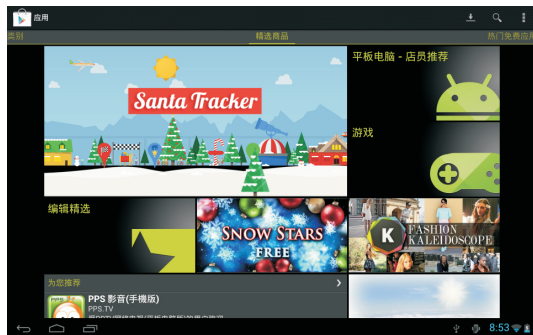 应用
类别
精选商品
热门免费应用
Santa Tracker
平板电脑 - 店员推荐
游戏
编辑精选
SNOW STARS
FREE
K
FASHION
KALEIDOSCOPE
为您推荐
PPS 影音(手機版)
PPS.TV
8:53